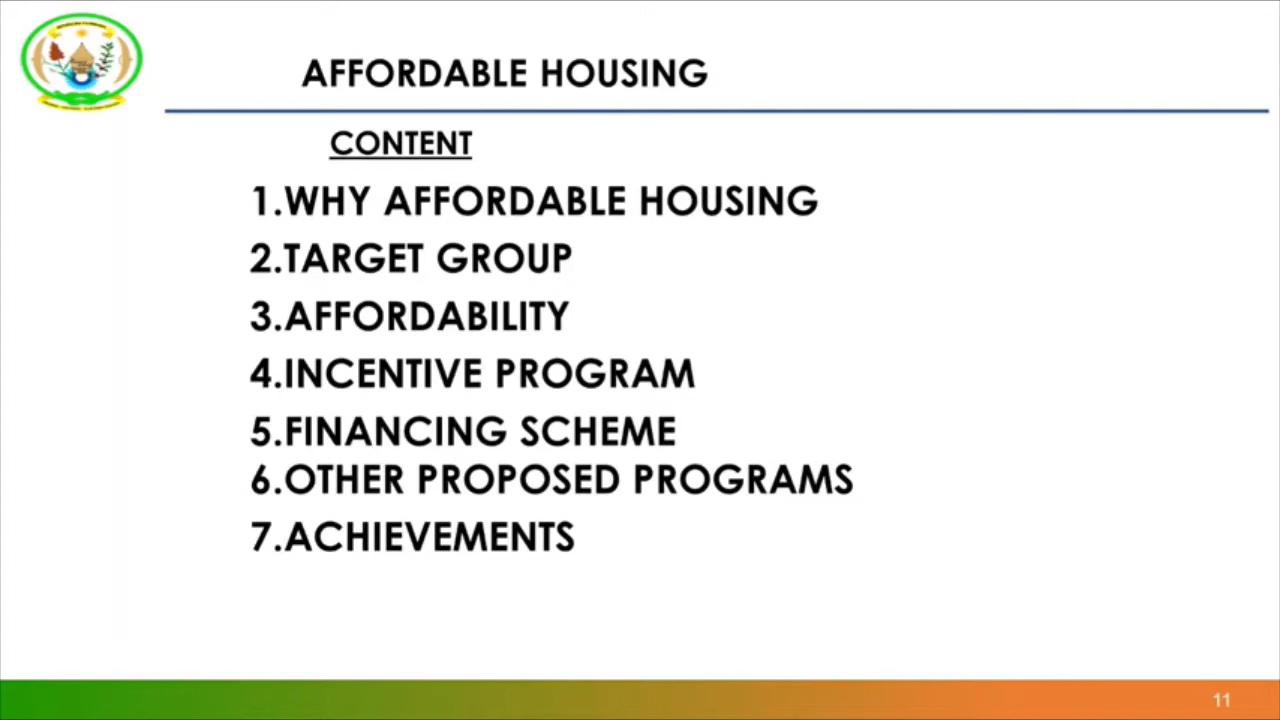 AFFORDABLE HOUSING
CONTENT
1.WHY AFFORDABLE HOUSING
2.TARGET GROUP
3.AFFORDABILITY
4.INCENTIVE PROGRAM
5.FINANCING SCHEME
6.OTHER PROPOSED PROGRAMS
7.ACHIEVEMENTS
11